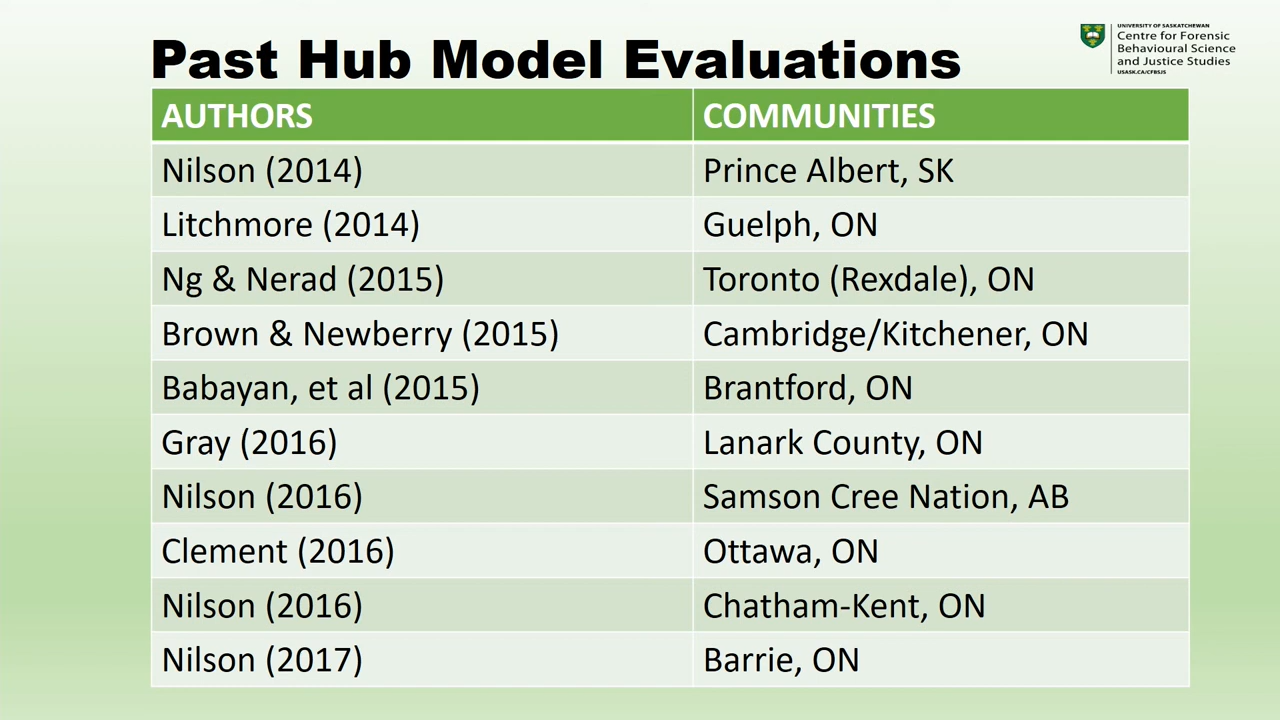 Past Hub Model Evaluations
UNIVERSITY OF SASKATCHEWAN
Centre for Forensic
Behavioural Science
and Justice Studies
USASK.CA/CFBSJS
AUTHORS COMMUNITIES
Nilson (2014) Prince Albert, SK
Litchmore (2014) Guelph, ON
Ng & Nerad (2015) Toronto (Rexdale), ON
Brown & Newberry (2015) Cambridge/Kitchener, ON
Babayan, et al (2015) Brantford, ON
Gray (2016) Lanark County, ON
Nilson (2016) Samson Cree Nation, AB
Clement (2016) Ottawa, ON
Nilson (2016) Chatham-Kent, ON
Nilson (2017) Barrie, ON